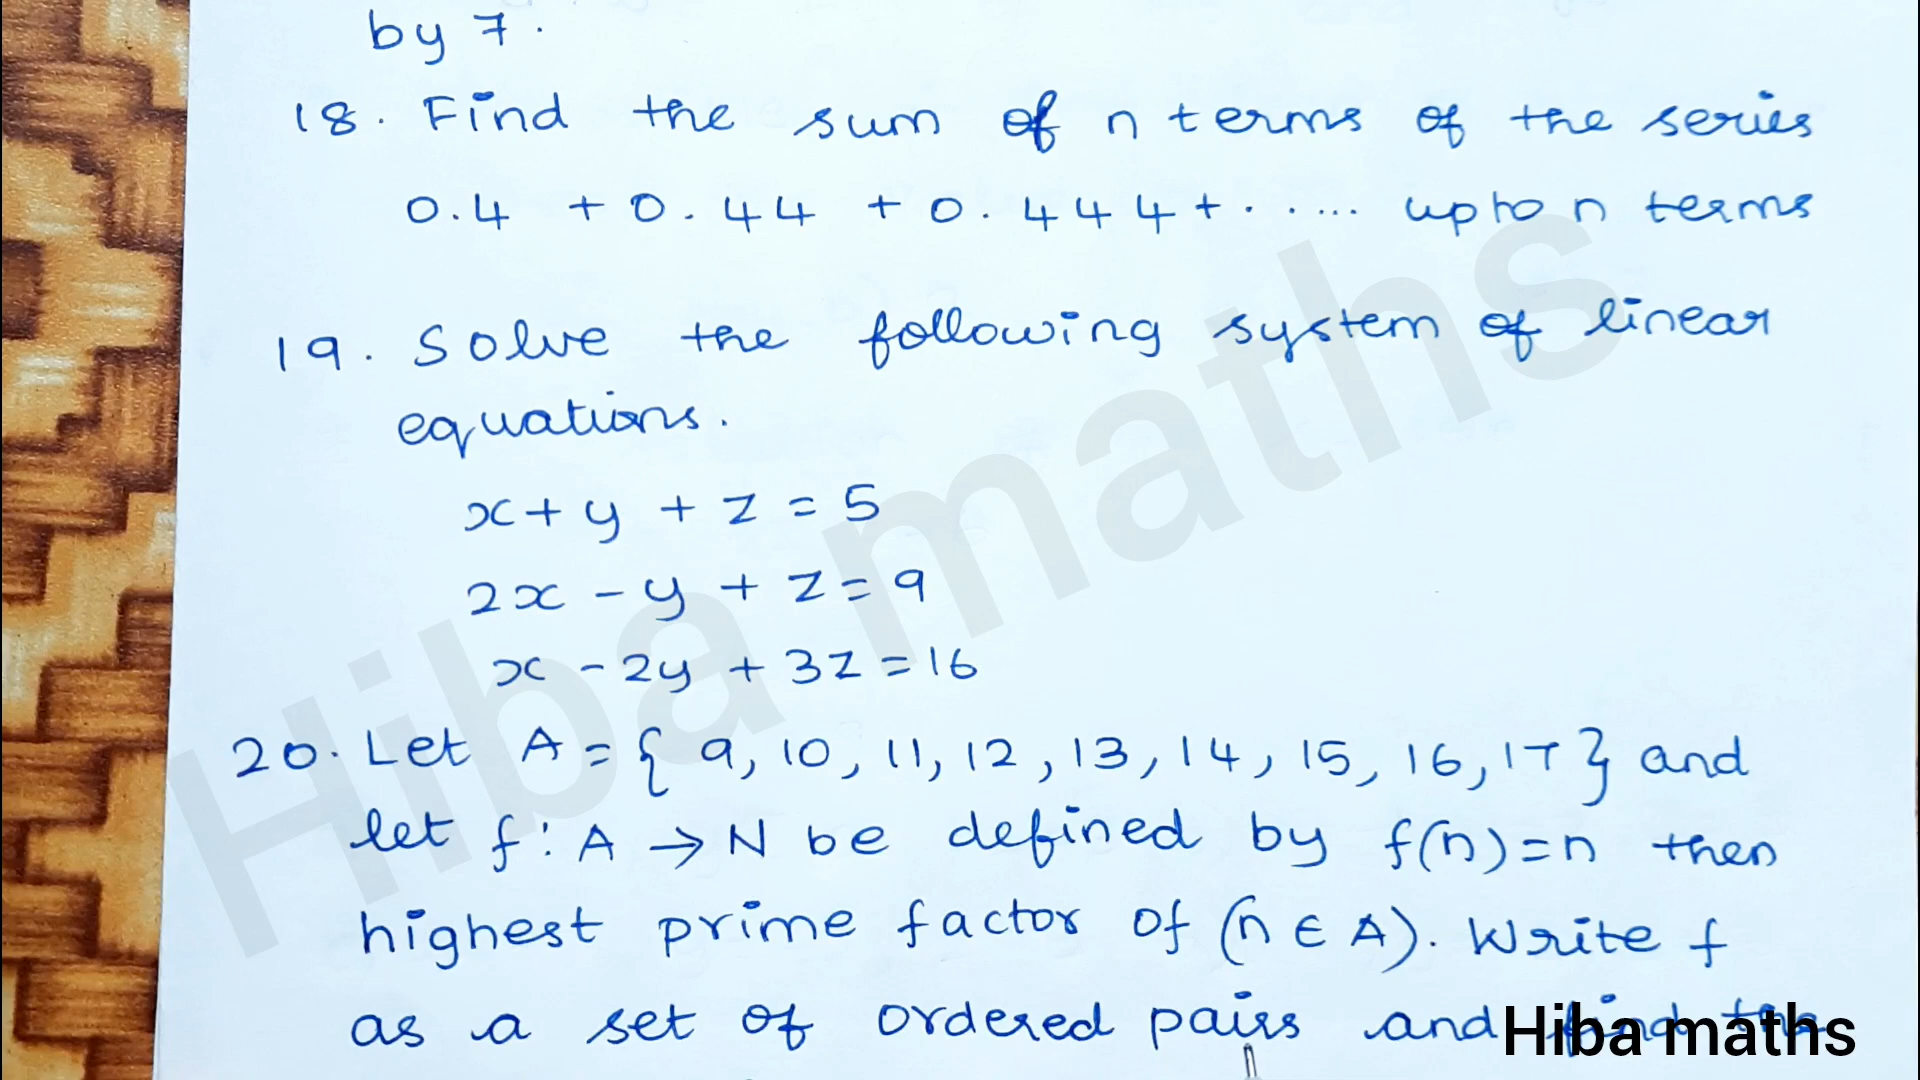 by 7.
18. Find the sum of n terms of the series
0.4 + 0.44 + 0.444 + ..... upto n terms
19. Solve the following system of linear
equations.
x + y + z = 5
2x - y + z = 9
x - 2y + 3z = 16
20. Let A = { 9, 10, 11, 12, 13, 14, 15, 16, 17 } and
let f : A → N be defined by f(n) = n then
highest prime factor of (n ∈ A). Write f
as a set of ordered pairs and find the
Hiba maths
Hiba maths